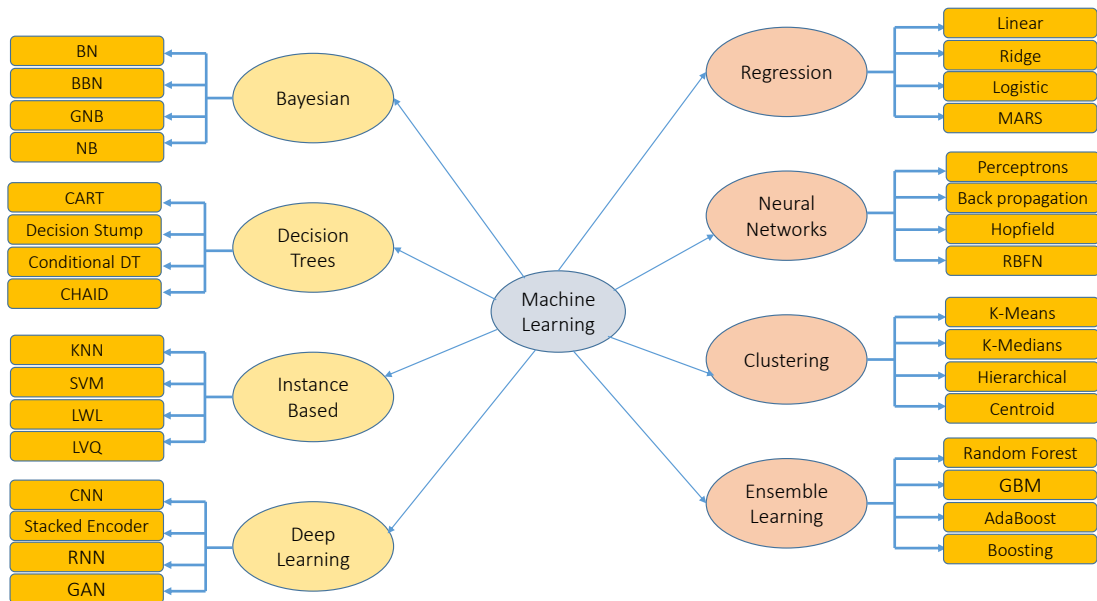 BN
BBN
GNB
NB
Bayesian
CART
Decision Stump
Conditional DT
CHAID
Decision
Trees
KNN
SVM
LWL
LVQ
Instance
Based
CNN
Stacked Encoder
RNN
GAN
Deep
Learning
Machine
Learning
Regression
Linear
Ridge
Logistic
MARS
Neural
Networks
Perceptrons
Back propagation
Hopfield
RBFN
Clustering
K-Means
K-Medians
Hierarchical
Centroid
Ensemble
Learning
Random Forest
GBM
AdaBoost
Boosting